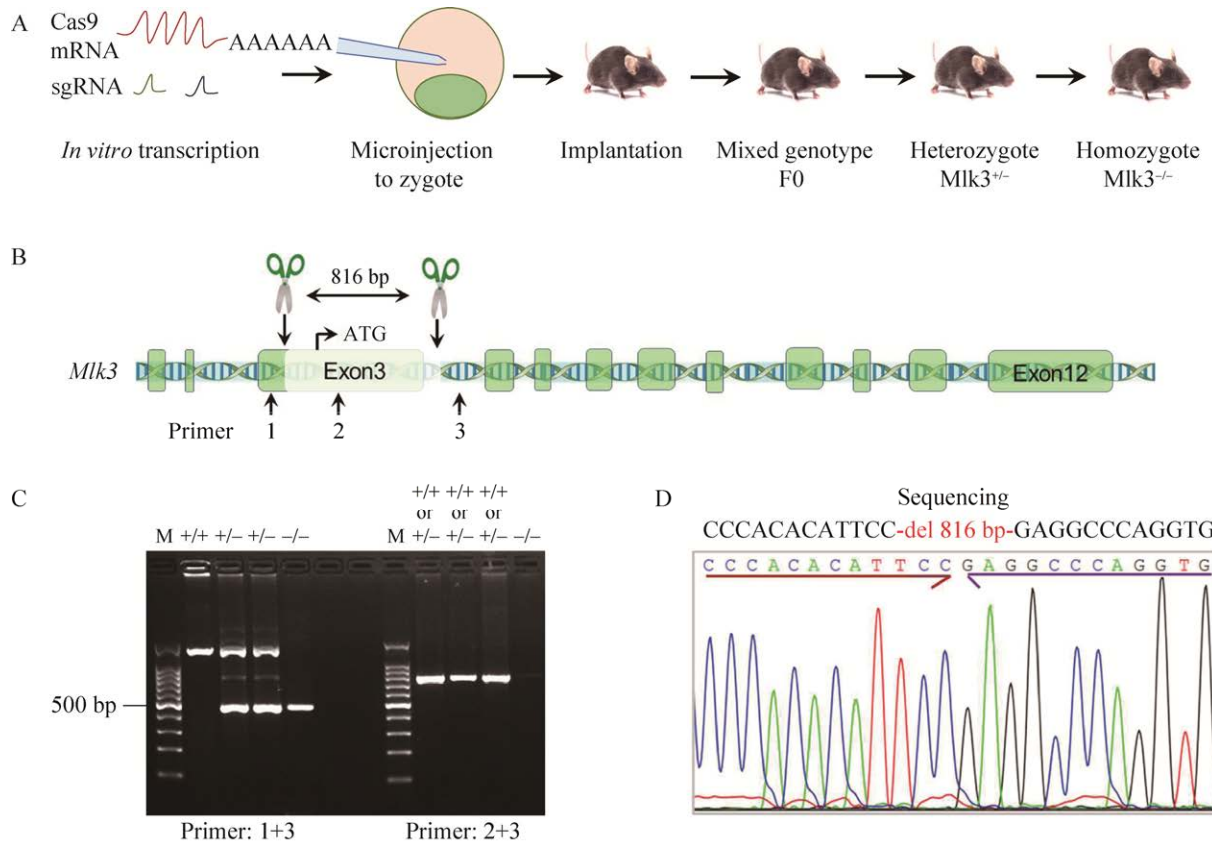 A
Cas9
mRNA
AAAAAA
sgRNA
In vitro transcription
Microinjection
to zygote
Implantation
Mixed genotype
F0
Heterozygote
Mlk3+/–
Homozygote
Mlk3–/–
B
816 bp
ATG
Mlk3
Exon3
Exon12
Primer 1 2 3
C
+/+ +/+ +/+
or or or
M +/+ +/– +/– –/– M +/– +/– +/– –/–
500 bp
Primer: 1+3 Primer: 2+3
D
Sequencing
CCCACACATTCC-del 816 bp-GAGGCCCAGGTG
C C C A C A C A T T C C G A G G C C C A G G T G